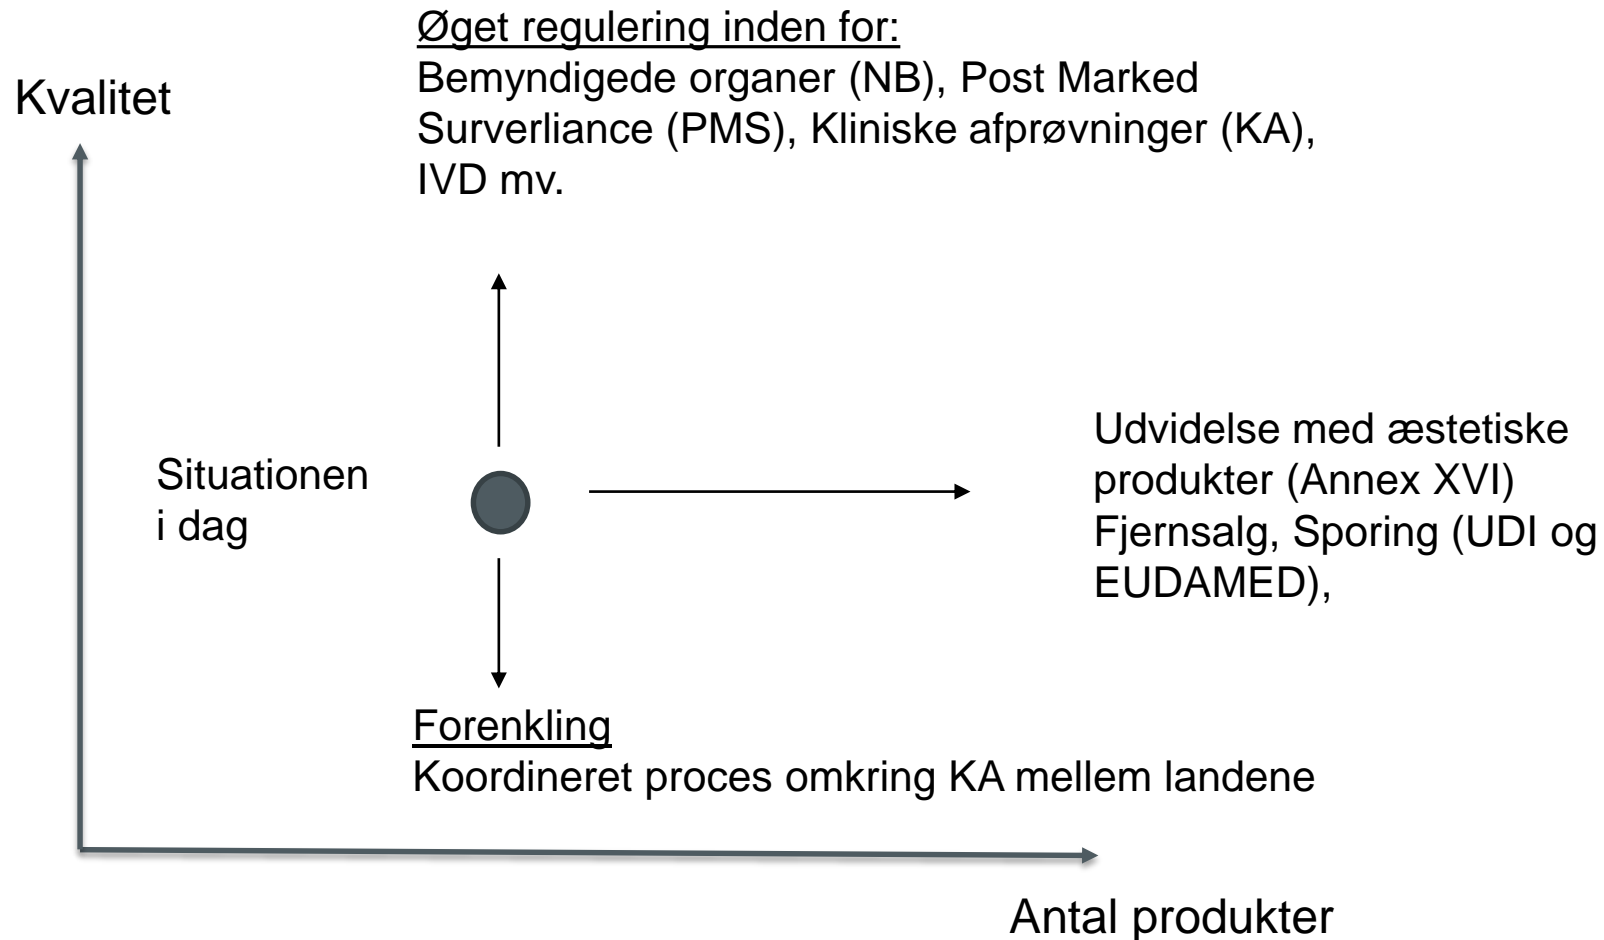 Øget regulering inden for:
Bemyndigede organer (NB), Post Marked
Surverliance (PMS), Kliniske afprøvninger (KA),
IVD mv.
Kvalitet
Situationen
i dag
Udvidelse med æstetiske
produkter (Annex XVI)
Fjernsalg, Sporing (UDI og
EUDAMED),
Forenkling
Koordineret proces omkring KA mellem landene
Antal produkter